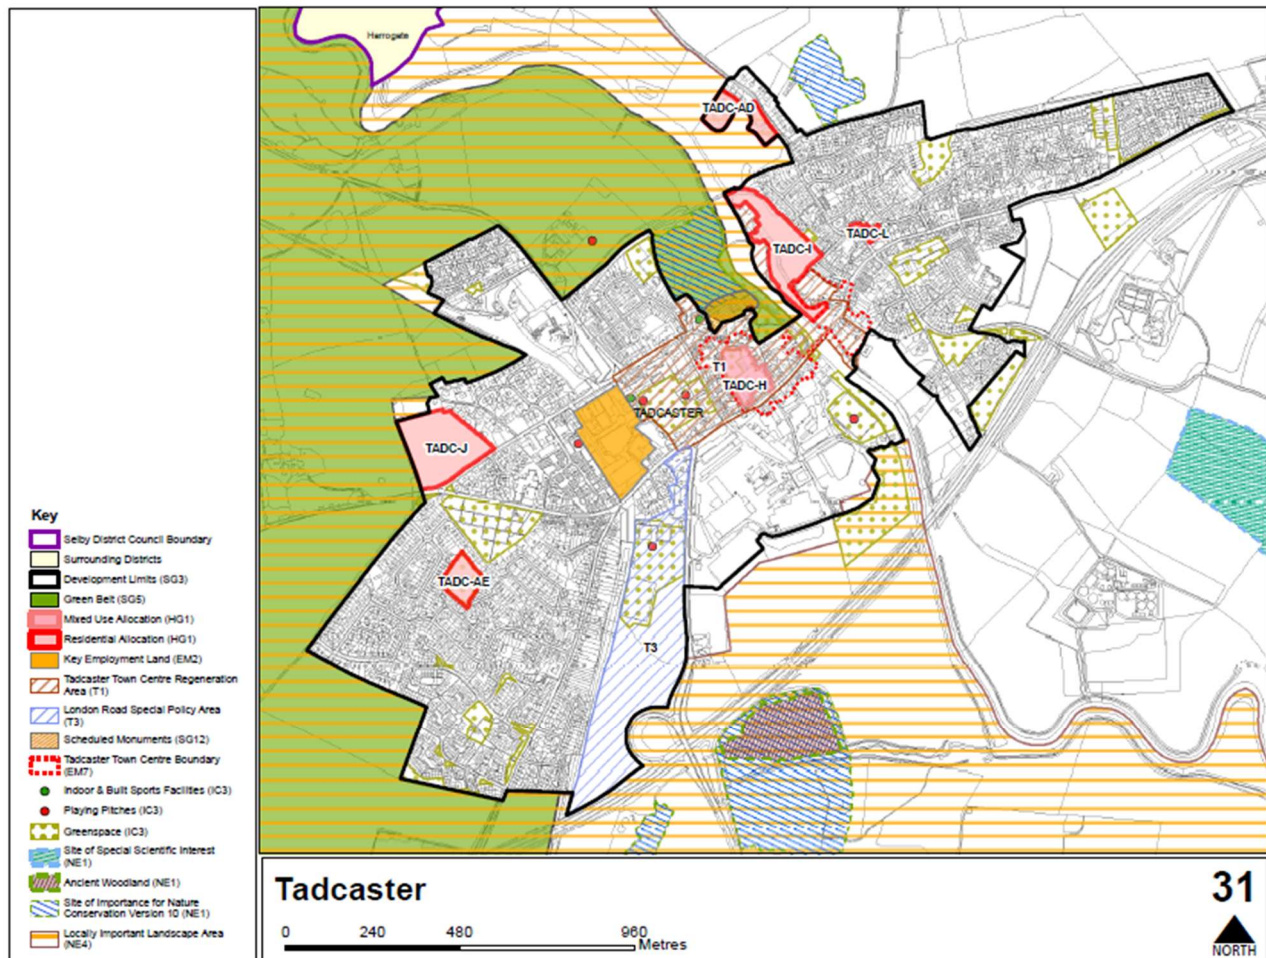 Harrogate
TADC-AD
TADC-L
TADC-I
T1
TADC-H
TADCASTER
TADC-J
TADC-AE
T3
Key
Selby District Council Boundary
Surrounding Districts
Development Limits (SG3)
Green Belt (SG5)
Mixed Use Allocation (HG1)
Residential Allocation (HG1)
Key Employment Land (EM2)
Tadcaster Town Centre Regeneration
Area (T1)
London Road Special Policy Area
(T3)
Scheduled Monuments (SG12)
Tadcaster Town Centre Boundary
(EM7)
Indoor & Built Sports Facilities (IC3)
Playing Pitches (IC3)
Greenspace (IC3)
Site of Special Scientific Interest
(NE1)
Ancient Woodland (NE1)
Site of Importance for Nature
Conservation Version 10 (NE1)
Locally Important Landscape Area
(NE4)
Tadcaster
31
0 240 480 960
Metres
NORTH